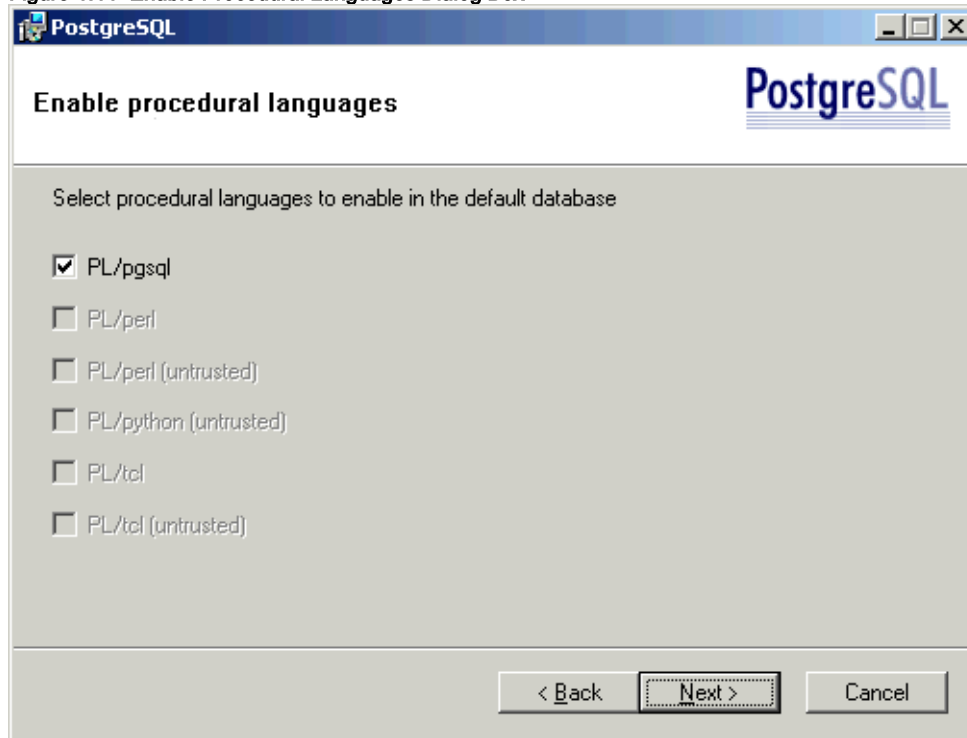 PostgreSQL
Enable procedural languages
PostgreSQL
Select procedural languages to enable in the default database
PL/pgsql
PL/perl
PL/perl (untrusted)
PL/python (untrusted)
PL/tcl
PL/tcl (untrusted)
< Back
Next >
Cancel